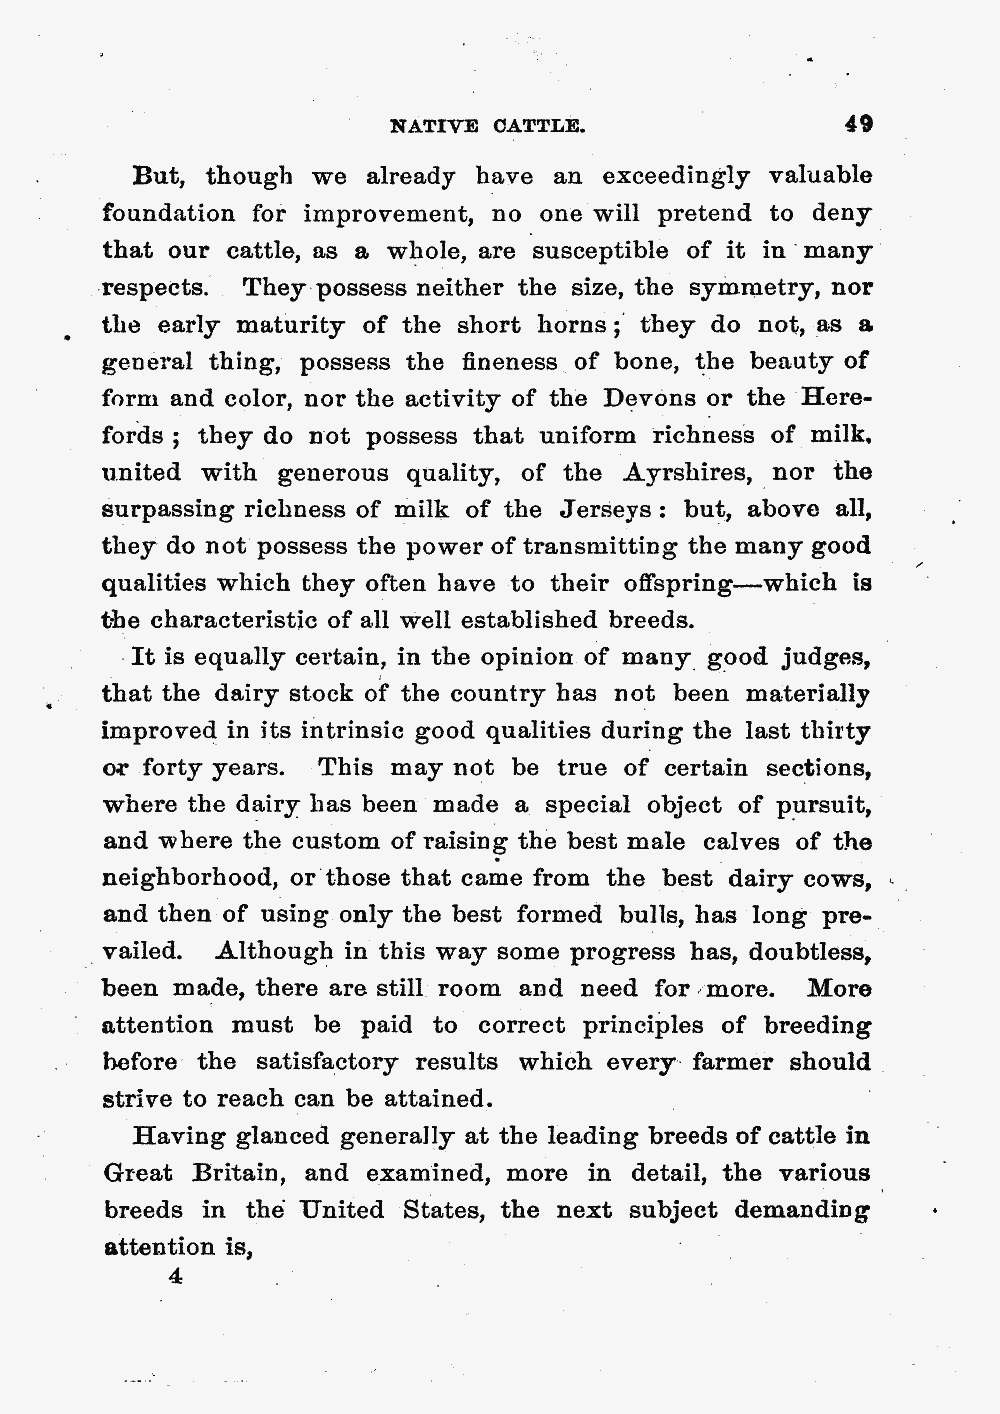 NATIVE CATTLE. 49
But, though we already have an exceedingly valuable
foundation for improvement, no one will pretend to deny
that our cattle, as a whole, are susceptible of it in many
respects. They possess neither the size, the symmetry, nor
the early maturity of the short horns; they do not, as a
general thing, possess the fineness of bone, the beauty of
form and color, nor the activity of the Devons or the Here-
fords; they do not possess that uniform richness of milk,
united with generous quality, of the Ayrshires, nor the
surpassing richness of milk of the Jerseys: but, above all,
they do not possess the power of transmitting the many good
qualities which they often have to their offspring—which is
the characteristic of all well established breeds.
It is equally certain, in the opinion of many good judges,
that the dairy stock of the country has not been materially
improved in its intrinsic good qualities during the last thirty
or forty years. This may not be true of certain sections,
where the dairy has been made a special object of pursuit,
and where the custom of raising the best male calves of the
neighborhood, or those that came from the best dairy cows,
and then of using only the best formed bulls, has long pre-
vailed. Although in this way some progress has, doubtless,
been made, there are still room and need for more. More
attention must be paid to correct principles of breeding
before the satisfactory results which every farmer should
strive to reach can be attained.
Having glanced generally at the leading breeds of cattle in
Great Britain, and examined, more in detail, the various
breeds in the United States, the next subject demanding
attention is,
4